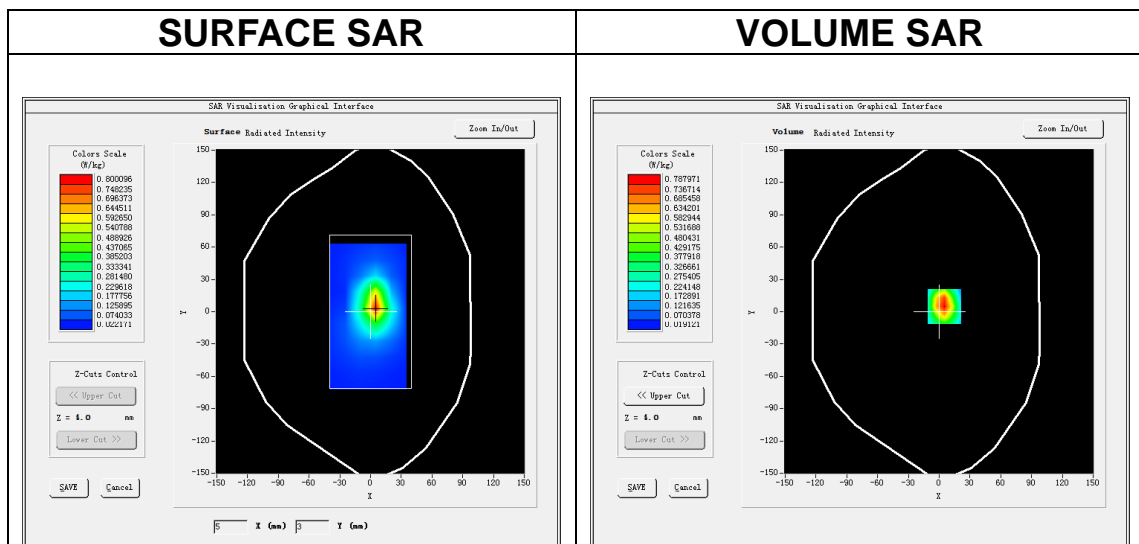 SURFACE SAR
VOLUME SAR
SAR Visualisation Graphical Interface
Surface Radiated Intensity
Zoom In/Out
Colors Scale
(W/kg)
0.800096
0.748235
0.696373
0.644511
0.592650
0.540788
0.488926
0.437065
0.385203
0.333341
0.281480
0.229618
0.177756
0.125895
0.074033
0.022171
150
120
90
60
30
0
-30
-60
-90
-120
-150
Y
-150 -120 -90 -60 -30 0 30 60 90 120 150
X
Z-Cuts Control
<< Upper Cut
Z = 4.0 mm
Lower Cut >>
SAVE Cancel
5 X (mm) 3 Y (mm)
SAR Visualisation Graphical Interface
Volume Radiated Intensity
Zoom In/Out
Colors Scale
(W/kg)
0.787971
0.736714
0.685458
0.634201
0.582944
0.531688
0.480431
0.429175
0.377918
0.326661
0.275405
0.224148
0.172891
0.121635
0.070378
0.019121
150
120
90
60
30
0
-30
-60
-90
-120
-150
Y
-150 -120 -90 -60 -30 0 30 60 90 120 150
X
Z-Cuts Control
<< Upper Cut
Z = 4.0 mm
Lower Cut >>
SAVE Cancel